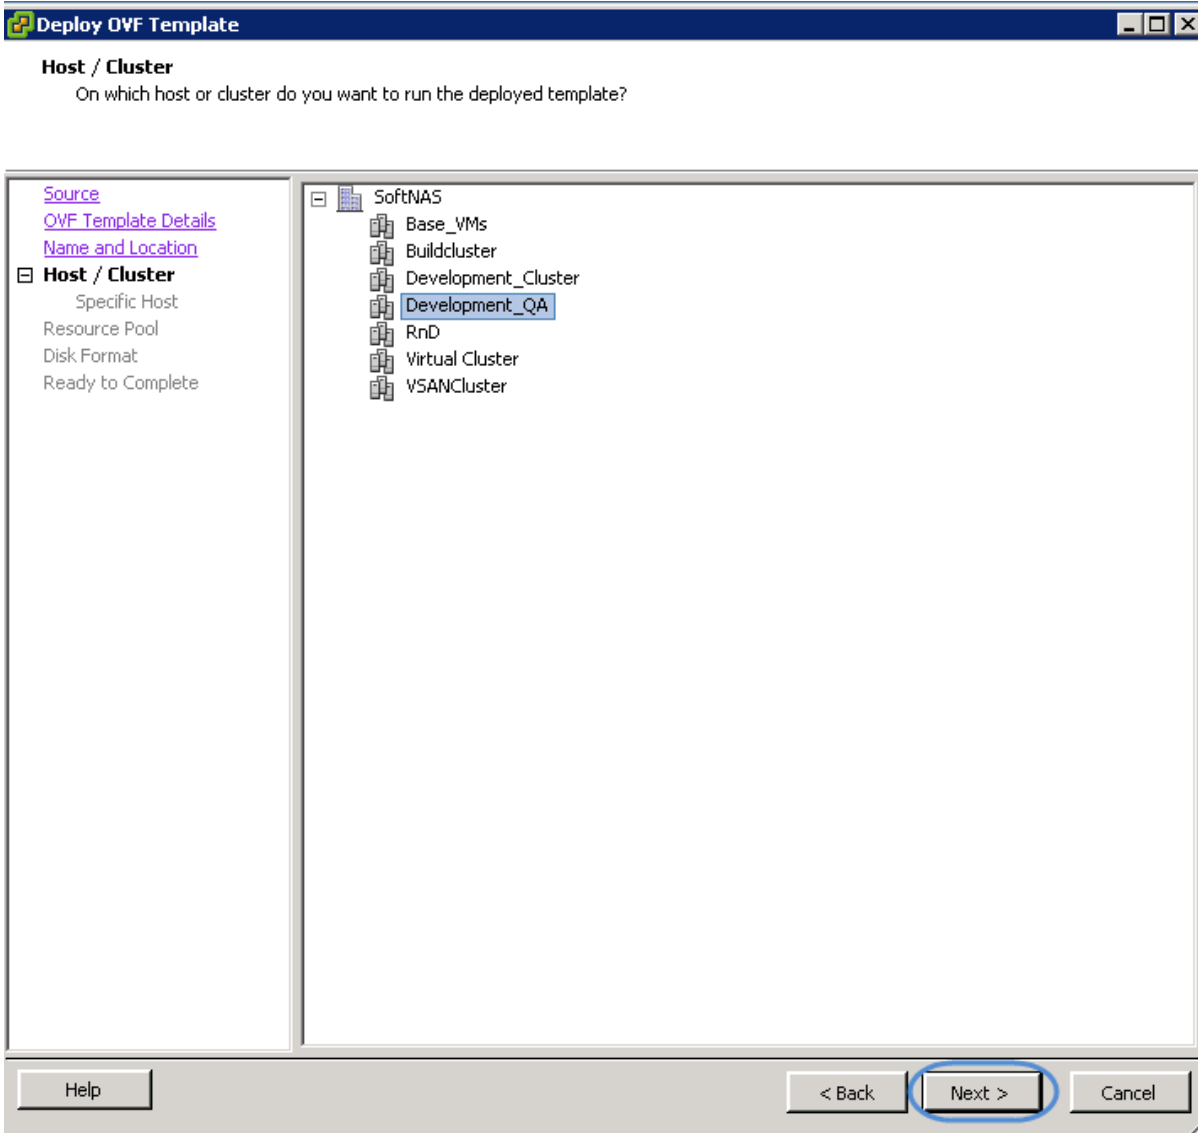 Deploy OVF Template
Host / Cluster
On which host or cluster do you want to run the deployed template?
Source
OVF Template Details
Name and Location
Host / Cluster
Specific Host
Resource Pool
Disk Format
Ready to Complete
SoftNAS
Base_VMs
Buildcluster
Development_Cluster
Development_QA
RnD
Virtual Cluster
VSANCluster
Help
< Back
Next >
Cancel